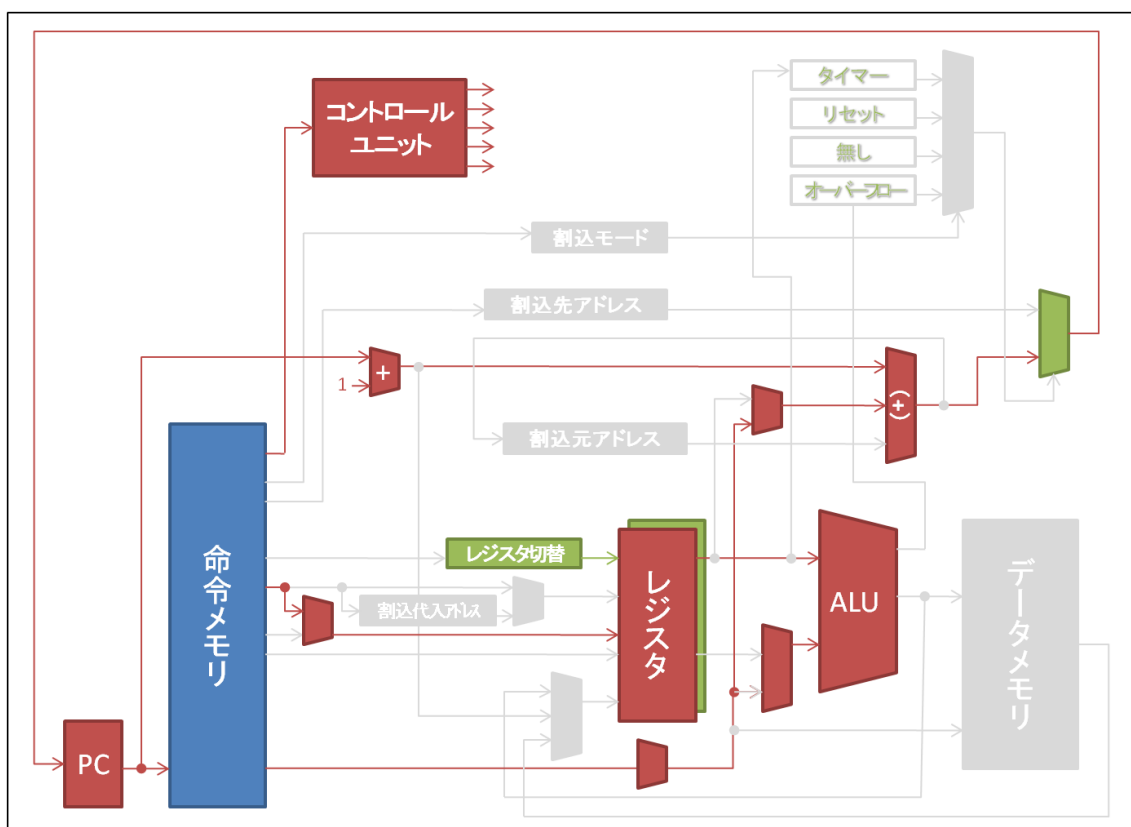 コントロール
ユニット
タイマー
リセット
無し
オーバーフロー
割込モード
割込先アドレス
+
1
(+)
割込元アドレス
命令メモリ
レジスタ切替
割込代入アドレス
レジスタ
ALU
データメモリ
PC